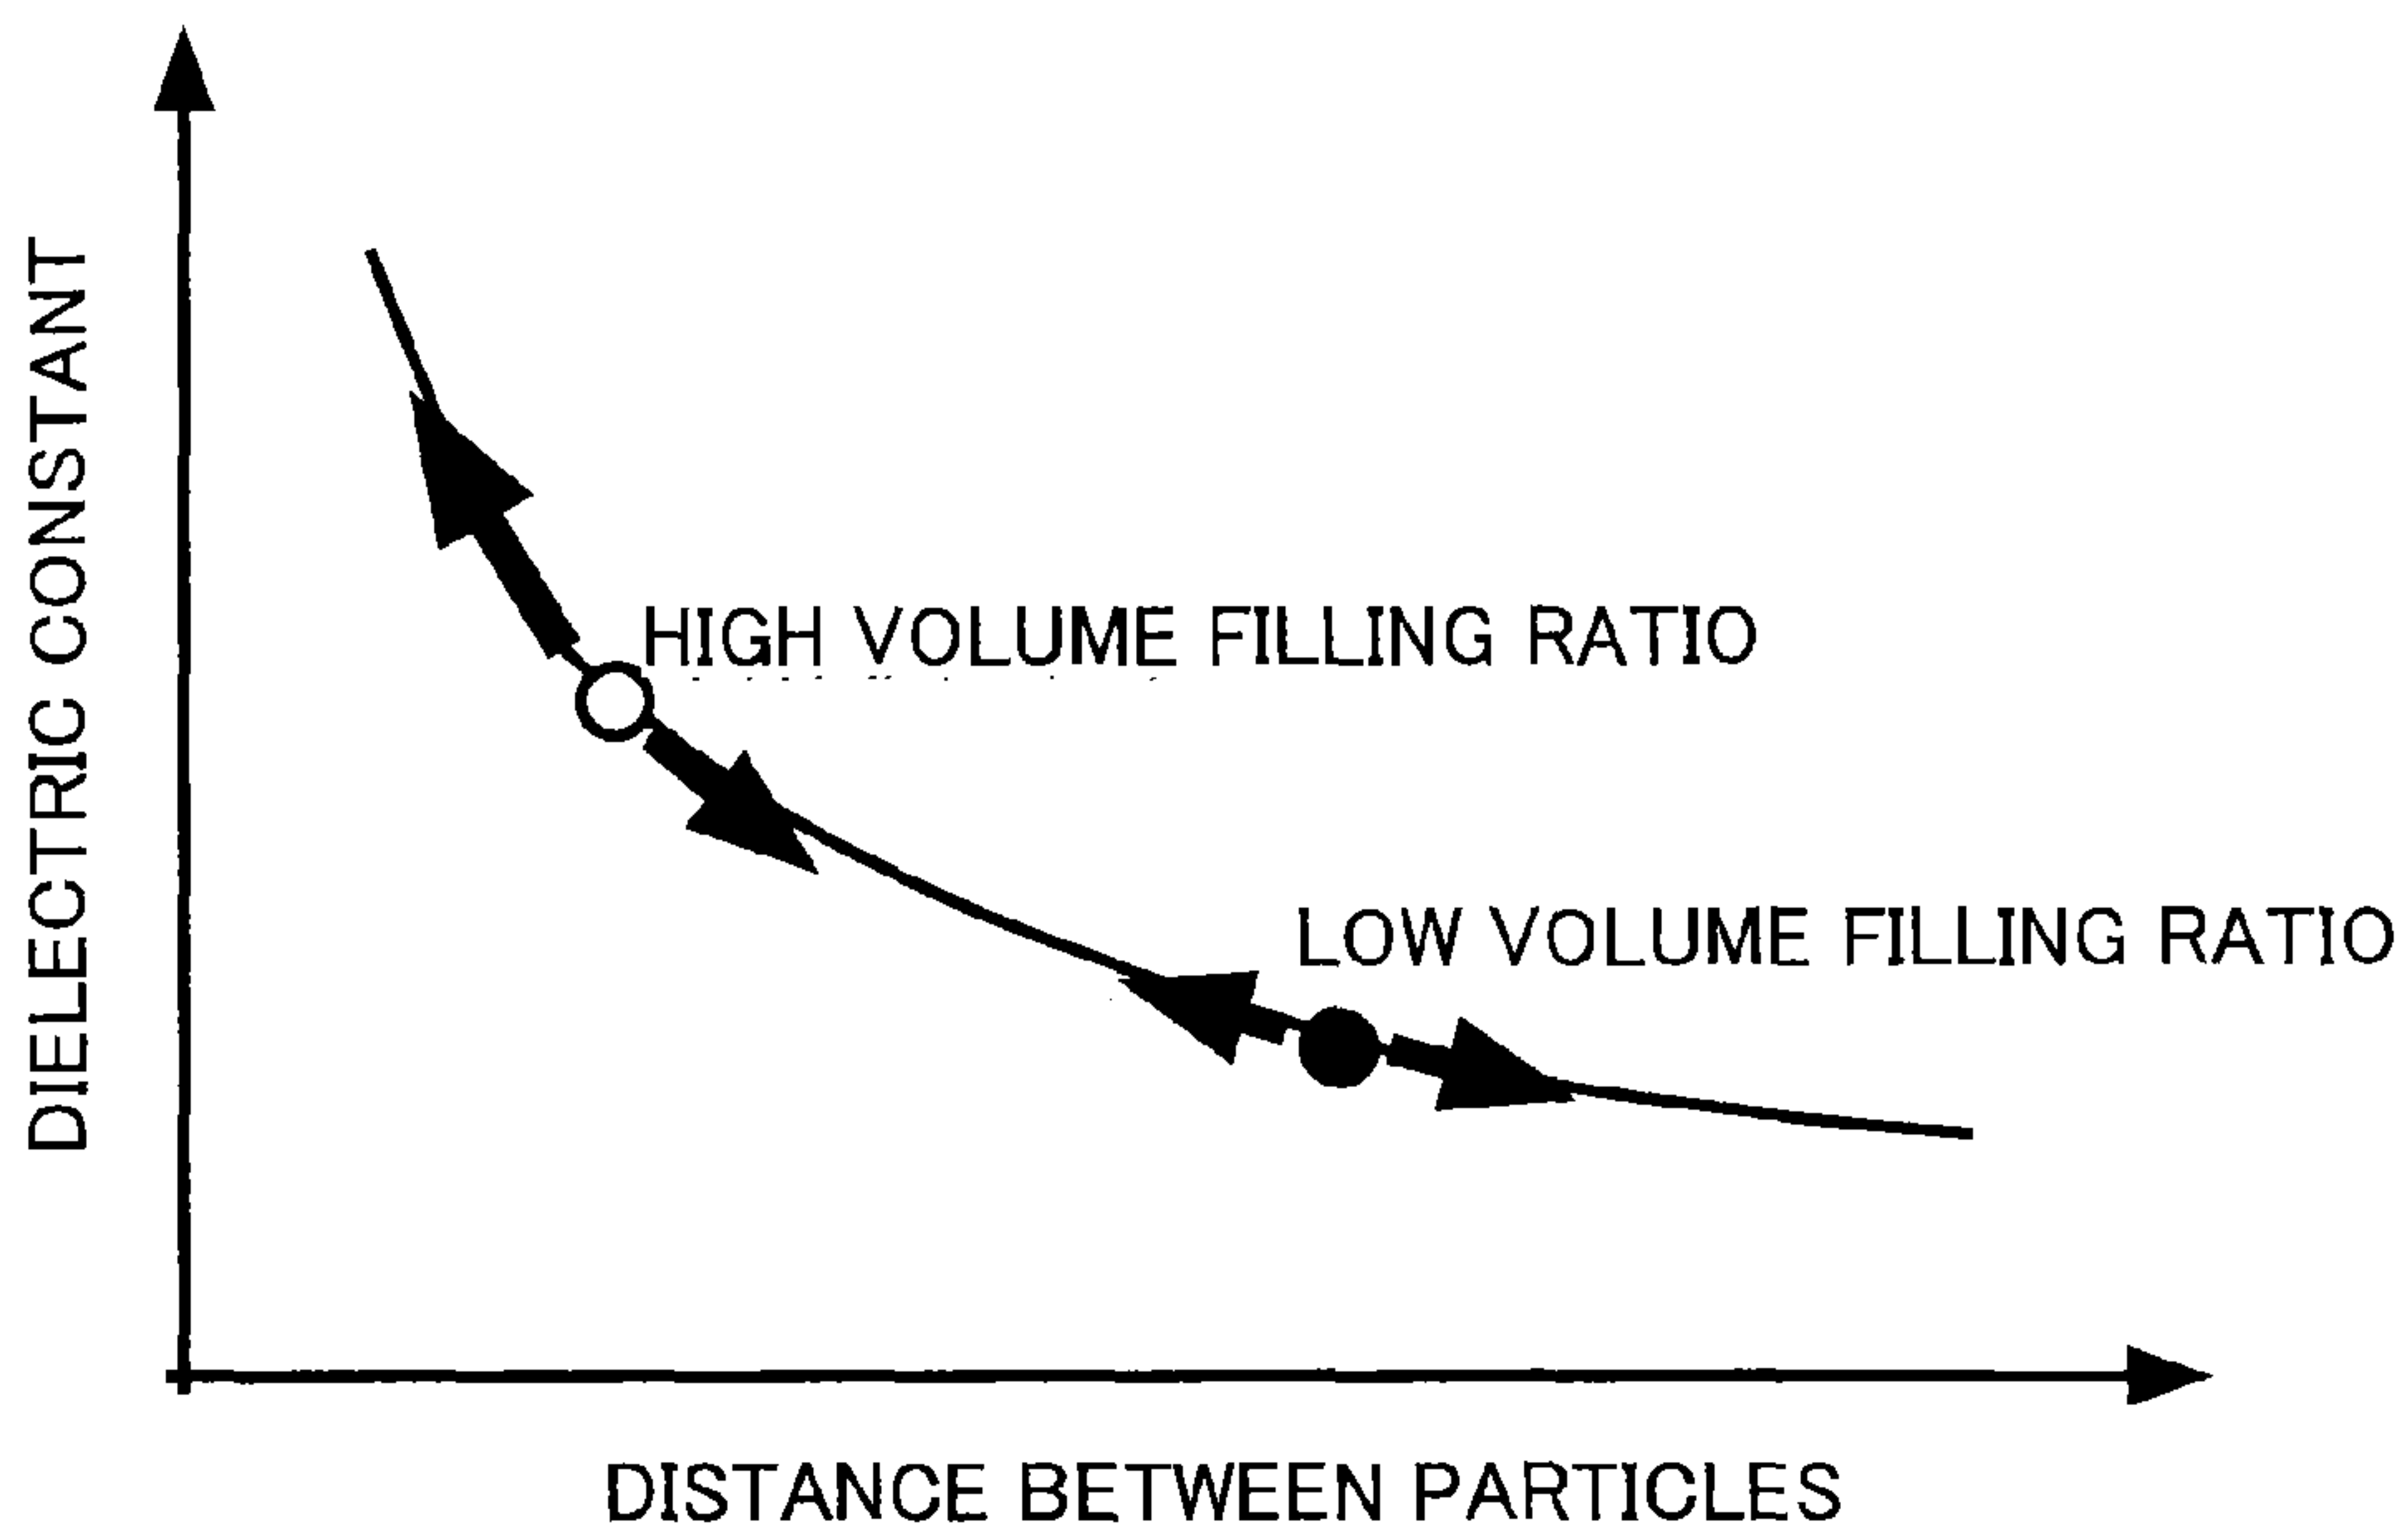 DIELECTRIC CONSTANT
HIGH VOLUME FILLING RATIO
LOW VOLUME FILLING RATIO
DISTANCE BETWEEN PARTICLES